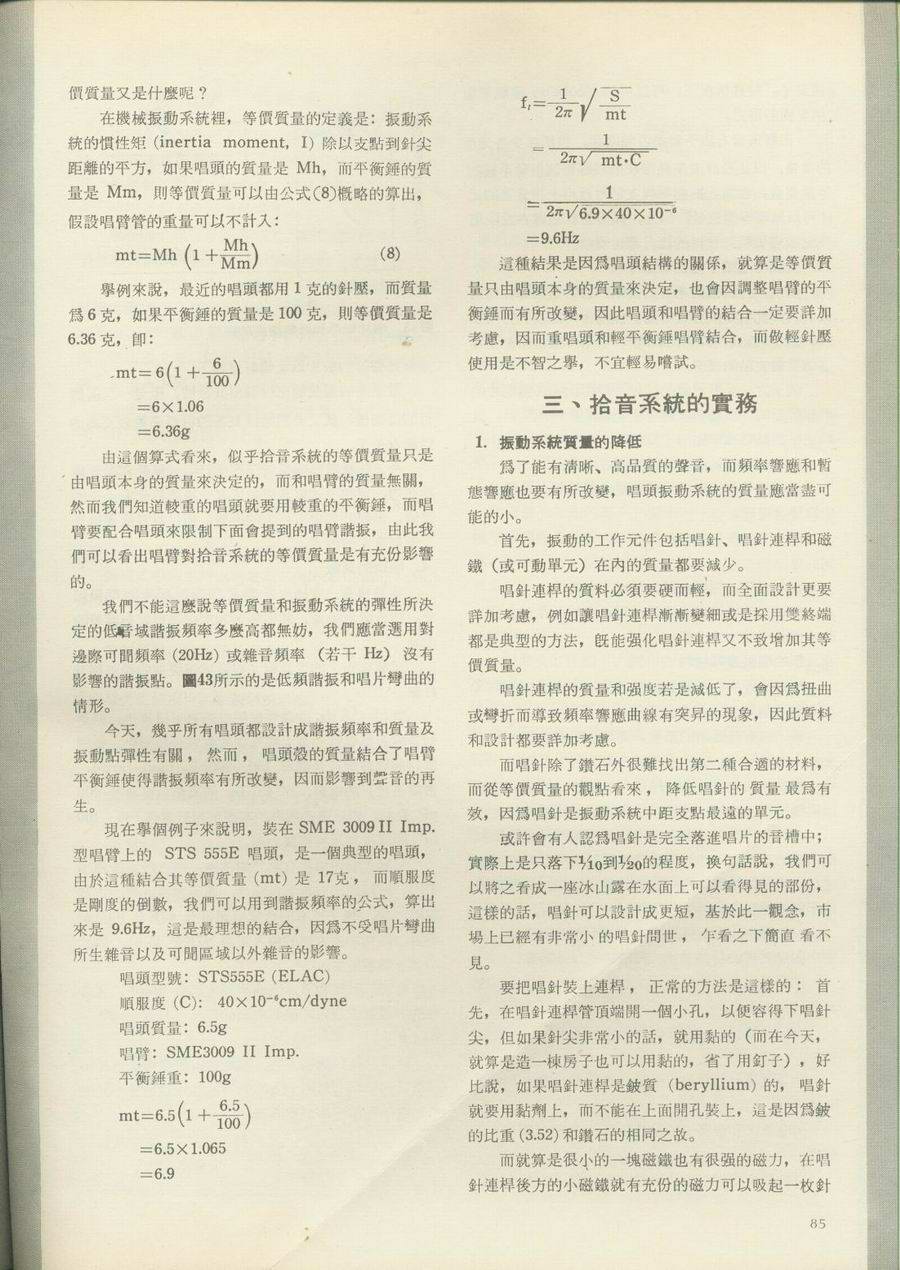 價質量又是什麼呢？
在機械振動系統裡，等價質量的定義是：振動系
統的慣性矩 (inertia moment, I) 除以支點到針尖
距離的平方，如果唱頭的質量是 Mh，而平衡錘的質
量是 Mm，則等價質量可以由公式(8)概略的算出，
假設唱臂管的重量可以不計入：
mt=Mh (1+Mh/Mm) (8)
舉例來說，最近的唱頭都用 1 克的針壓，而質量
爲 6 克，如果平衡錘的質量是 100 克，則等價質量是
6.36 克，卽：
mt=6(1+6/100)
=6×1.06
=6.36g
由這個算式看來，似乎拾音系統的等價質量只是
由唱頭本身的質量來決定的，而和唱臂的質量無關，
然而我們知道較重的唱頭就要用較重的平衡錘，而唱
臂要配合唱頭來限制下面會提到的唱臂諧振，由此我
們可以看出唱臂對拾音系統的等價質量是有充份影響
的。
我們不能這麼說等價質量和振動系統的彈性所決
定的低音域諧振頻率多麼高都無妨，我們應當選用對
邊際可聞頻率 (20Hz) 或雜音頻率 （若干 Hz） 沒有
影響的諧振點。圖43所示的是低頻諧振和唱片彎曲的
情形。
今天，幾乎所有唱頭都設計成諧振頻率和質量及
振動點彈性有關， 然而， 唱頭殼的質量結合了唱臂
平衡錘使得諧振頻率有所改變，因而影響到聲音的再
生。
現在舉個例子來說明，裝在 SME 3009 II Imp.
型唱臂上的 STS 555E 唱頭，是一個典型的唱頭，
由於這種結合其等價質量 (mt) 是 17克， 而順服度
是剛度的倒數，我們可以用到諧振頻率的公式，算出
來是 9.6Hz，這是最理想的結合，因爲不受唱片彎曲
所生雜音以及可聞區域以外雜音的影響。
唱頭型號：STS555E (ELAC)
順服度 (C)： 40×10⁻⁶cm/dyne
唱頭質量：6.5g
唱臂：SME3009 II Imp.
平衡錘重：100g
mt=6.5(1+6.5/100)
=6.5×1.065
=6.9
fr=1/2π √S/mt
=1/2π√mt·C
=1/2π√6.9×40×10⁻⁶
=9.6Hz
這種結果是因爲唱頭結構的關係，就算是等價質
量只由唱頭本身的質量來決定，也會因調整唱臂的平
衡錘而有所改變，因此唱頭和唱臂的結合一定要詳加
考慮，因而重唱頭和輕平衡錘唱臂結合，而做輕針壓
使用是不智之舉，不宜輕易嚐試。
三、拾音系統的實務
1. 振動系統質量的降低
爲了能有清晰、高品質的聲音，而頻率響應和暫
態響應也要有所改變，唱頭振動系統的質量應當盡可
能的小。
首先，振動的工作元件包括唱針、唱針連桿和磁
鐵（或可動單元）在內的質量都要減少。
唱針連桿的質料必須要硬而輕，而全面設計更要
詳加考慮，例如讓唱針連桿漸漸變細或是採用雙終端
都是典型的方法，旣能强化唱針連桿又不致增加其等
價質量。
唱針連桿的質量和强度若是減低了，會因爲扭曲
或彎折而導致頻率響應曲線有突昇的現象，因此質料
和設計都要詳加考慮。
而唱針除了鑽石外很難找出第二種合適的材料，
而從等價質量的觀點看來， 降低唱針的 質量 最爲有
效，因爲唱針是振動系統中距支點最遠的單元。
或許會有人認爲唱針是完全落進唱片的音槽中；
實際上是只落下1/10到1/20的程度，換句話說，我們可
以將之看成一座冰山露在水面上可以看得見的部份，
這樣的話，唱針可以設計成更短，基於此一觀念，市
場上已經有非常小 的唱針問世， 乍看之下簡直 看不
見。
要把唱針裝上連桿， 正常的方法是這樣的： 首
先，在唱針連桿管頂端開一個小孔，以便容得下唱針
尖，但如果針尖非常小的話，就用黏的（而在今天，
就算是造一棟房子也可以用黏的，省了用釘子），好
比說，如果唱針連桿是鈹質 (beryllium) 的， 唱針
就要用黏劑上，而不能在上面開孔裝上，這是因爲鈹
的比重 (3.52) 和鑽石的相同之故。
而就算是很小的一塊磁鐵也有很强的磁力，在唱
針連桿後方的小磁鐵就有充份的磁力可以吸起一枚針
85